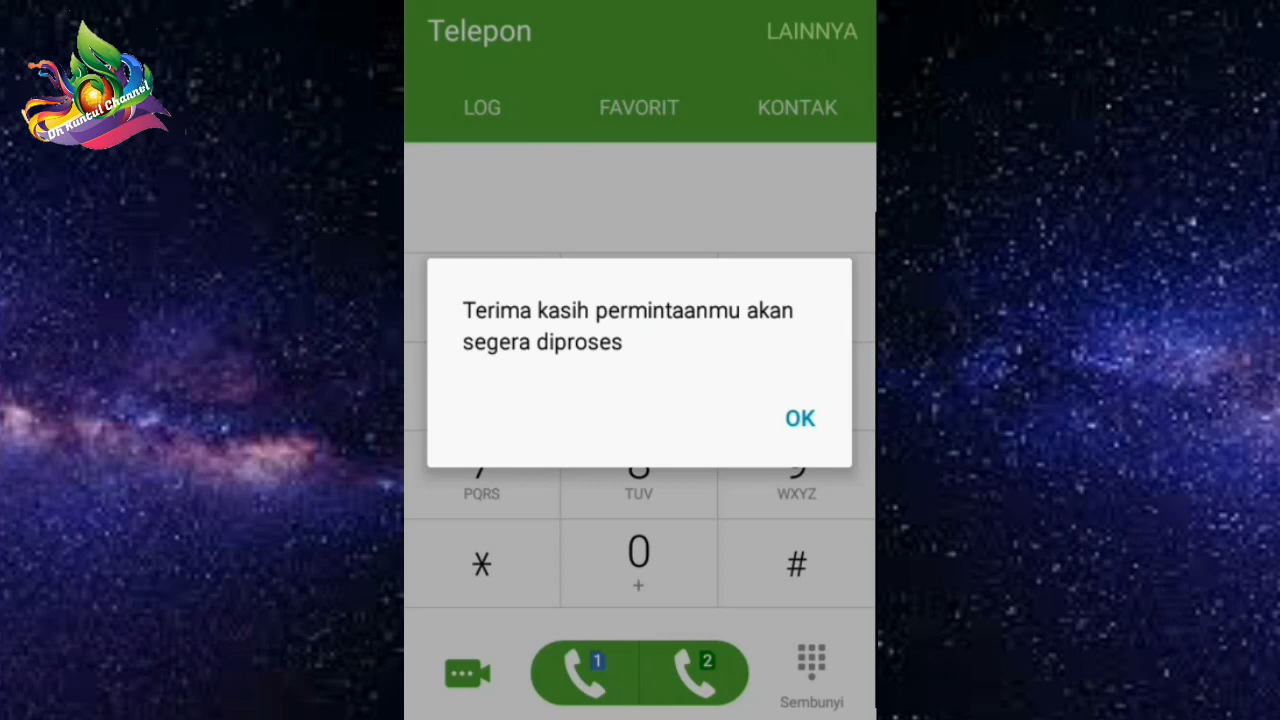 Telepon
LAINNYA
LOG
FAVORIT
KONTAK
Terima kasih permintaanmu akan
segera diproses
OK
PQRS
TUV
WXYZ
*
0
#
+
1
2
Sembunyi